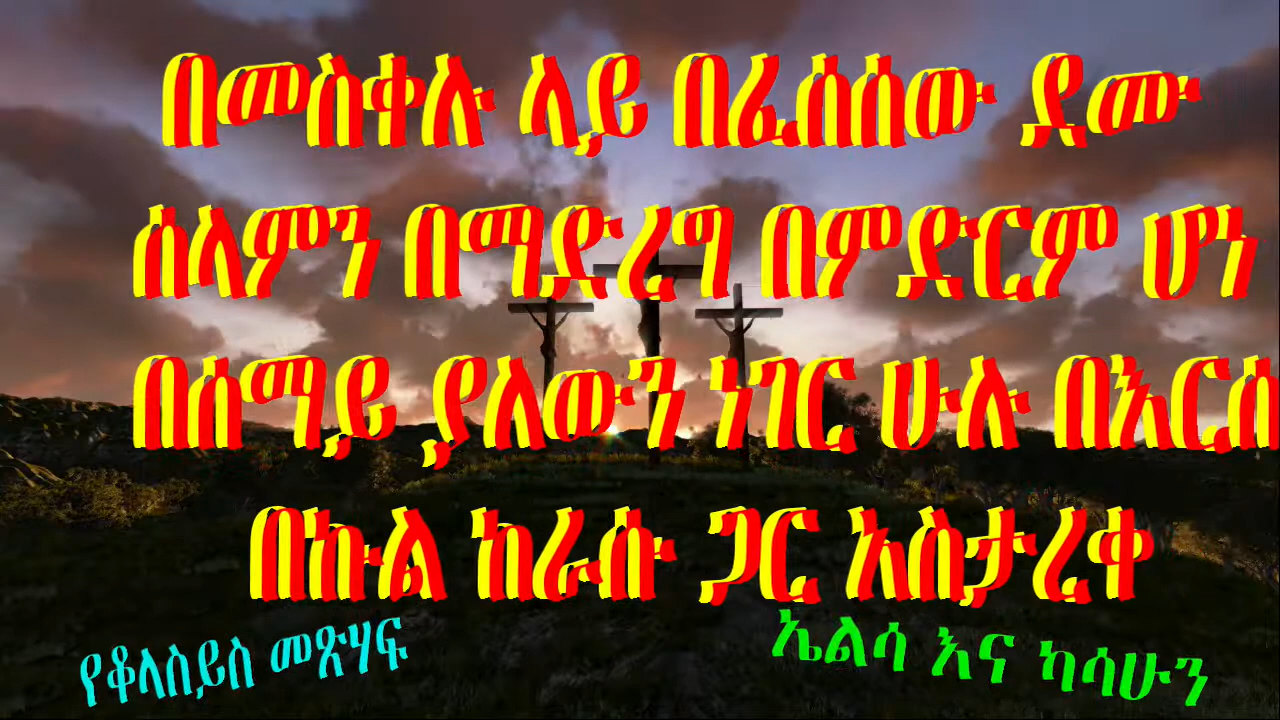 በመስቀሉ ላይ በፈሰሰው ደሙ
ሰላምን በማድረግ በምድርም ሆነ
በሰማይ ያለውን ነገር ሁሉ በእርሱ
በኩል ከራሱ ጋር አስታረቀ
የቆላስይስ መጽሃፍ
ኤልሳ እና ካሳሁን